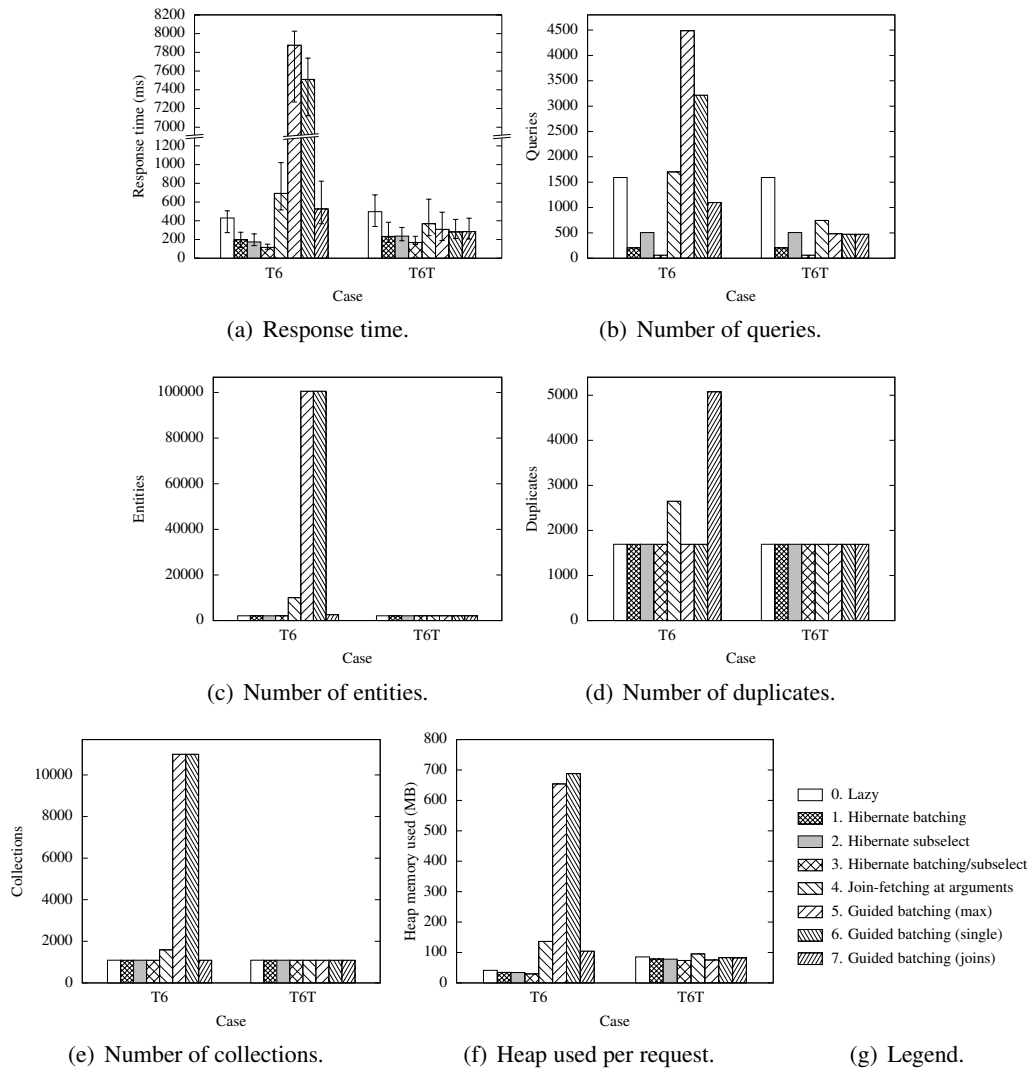 8200
8000
7800
7600
7400
7200
7000
1200
1000
800
600
400
200
0
Response time (ms)
T6 T6T
Case
(a) Response time.
4500
4000
3500
3000
2500
2000
1500
1000
500
0
Queries
T6 T6T
Case
(b) Number of queries.
100000
80000
60000
40000
20000
0
Entities
T6 T6T
Case
(c) Number of entities.
5000
4000
3000
2000
1000
0
Duplicates
T6 T6T
Case
(d) Number of duplicates.
10000
8000
6000
4000
2000
0
Collections
T6 T6T
Case
(e) Number of collections.
800
700
600
500
400
300
200
100
0
Heap memory used (MB)
T6 T6T
Case
(f) Heap used per request.
0. Lazy
1. Hibernate batching
2. Hibernate subselect
3. Hibernate batching/subselect
4. Join-fetching at arguments
5. Guided batching (max)
6. Guided batching (single)
7. Guided batching (joins)
(g) Legend.